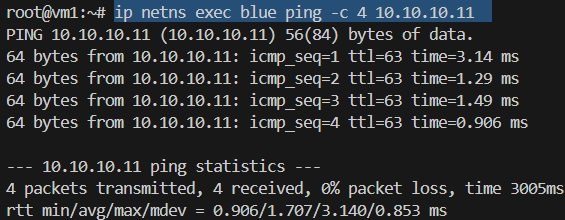 root@vm1:~# ip netns exec blue ping -c 4 10.10.10.11
PING 10.10.10.11 (10.10.10.11) 56(84) bytes of data.
64 bytes from 10.10.10.11: icmp_seq=1 ttl=63 time=3.14 ms
64 bytes from 10.10.10.11: icmp_seq=2 ttl=63 time=1.29 ms
64 bytes from 10.10.10.11: icmp_seq=3 ttl=63 time=1.49 ms
64 bytes from 10.10.10.11: icmp_seq=4 ttl=63 time=0.906 ms
--- 10.10.10.11 ping statistics ---
4 packets transmitted, 4 received, 0% packet loss, time 3005ms
rtt min/avg/max/mdev = 0.906/1.707/3.140/0.853 ms